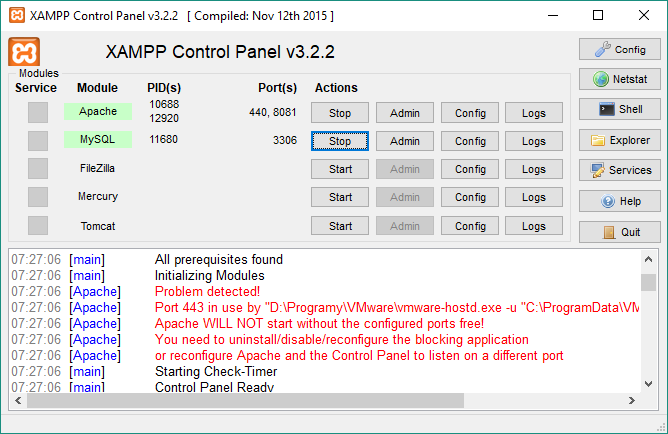 XAMPP Control Panel v3.2.2 [ Compiled: Nov 12th 2015 ]
XAMPP Control Panel v3.2.2
Config
Modules
Service Module PID(s) Port(s) Actions
Netstat
Apache 10688 12920 440, 8081 Stop Admin Config Logs
Shell
MySQL 11680 3306 Stop Admin Config Logs
Explorer
FileZilla Start Admin Config Logs
Services
Mercury Start Admin Config Logs
Help
Tomcat Start Admin Config Logs
Quit
07:27:06 [main] All prerequisites found
07:27:06 [main] Initializing Modules
07:27:06 [Apache] Problem detected!
07:27:06 [Apache] Port 443 in use by "D:\Programy\VMware\vmware-hostd.exe -u "C:\ProgramData\VM
07:27:06 [Apache] Apache WILL NOT start without the configured ports free!
07:27:06 [Apache] You need to uninstall/disable/reconfigure the blocking application
07:27:06 [Apache] or reconfigure Apache and the Control Panel to listen on a different port
07:27:06 [main] Starting Check-Timer
07:27:06 [main] Control Panel Ready